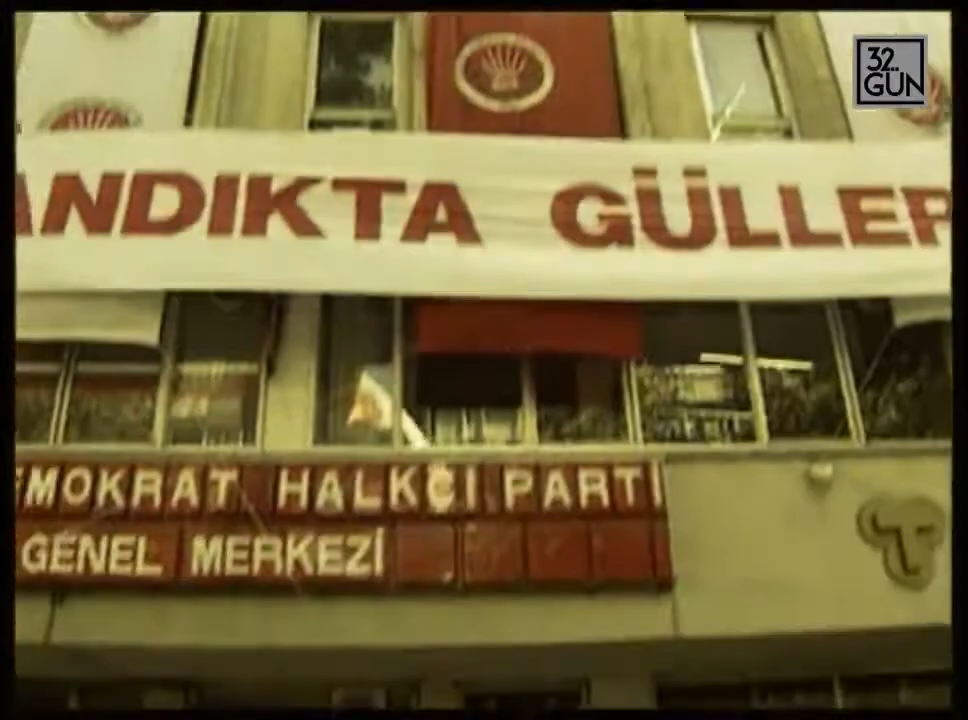 32.
GÜN
ANDIKTA GÜLLER
EMOKRAT HALKÇI PARTİ
GENEL MERKEZİ